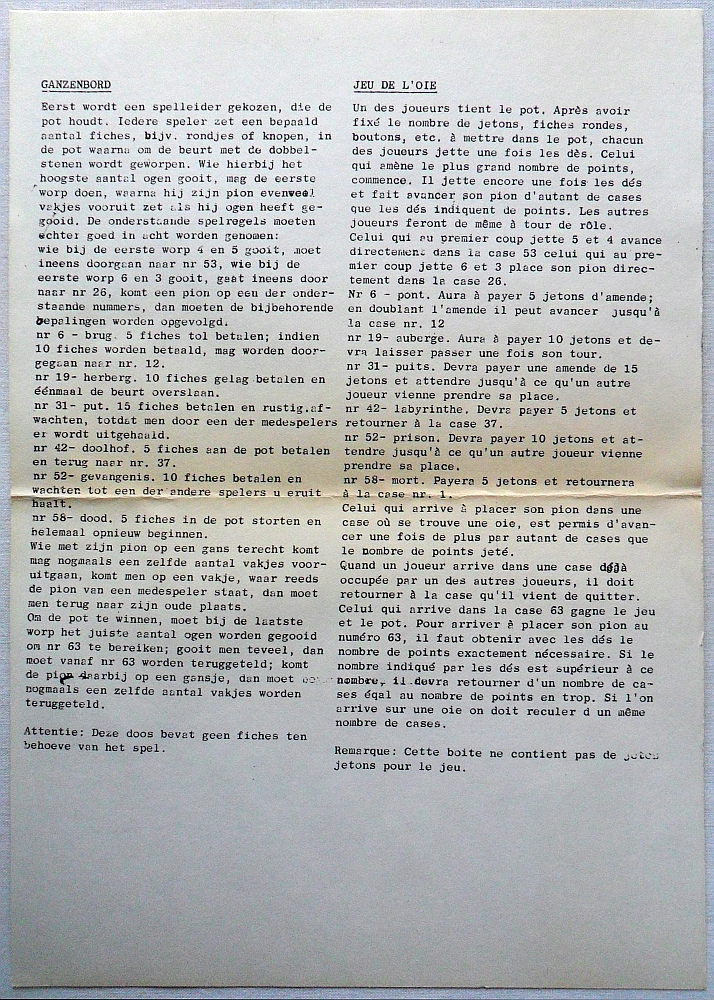 GANZENBORD
Eerst wordt een spelleider gekozen, die de
pot houdt. Iedere speler zet een bepaald
aantal fiches, bijv. rondjes of knopen, in
de pot waarna om de beurt met de dobbel-
stenen wordt geworpen. Wie hierbij het
hoogste aantal ogen gooit, mag de eerste
worp doen, waarna hij zijn pion evenveel
vakjes vooruit zet als hij ogen heeft ge-
gooid. De onderstaande spelregels moeten
echter goed in acht worden genomen:
wie bij de eerste worp 4 en 5 gooit, moet
ineens doorgaan naar nr 53, wie bij de
eerste worp 6 en 3 gooit, gaat ineens door
naar nr 26, komt een pion op een der onder-
staande nummers, dan moeten de bijbehorende
bepalingen worden opgevolgd.
nr 6 - brug. 5 fiches tol betalen; indien
10 fiches worden betaald, mag worden door-
gegaan naar nr. 12.
nr 19- herberg. 10 fiches gelag betalen en
éénmaal de beurt overslaan.
nr 31- put. 15 fiches betalen en rustig.af-
wachten, totdat men door een der medespelers
er wordt uitgehaald.
nr 42- doolhof. 5 fiches aan de pot betalen
en terug naar nr. 37.
nr 52- gevangenis. 10 fiches betalen en
wachten tot een der andere spelers u eruit
haalt.
nr 58- dood. 5 fiches in de pot storten en
helemaal opnieuw beginnen.
Wie met zijn pion op een gans terecht komt
mag nogmaals een zelfde aantal vakjes voor-
uitgaan, komt men op een vakje, waar reeds
de pion van een medespeler staat, dan moet
men terug naar zijn oude plaats.
Om de pot te winnen, moet bij de laatste
worp het juiste aantal ogen worden gegooid
om nr 63 te bereiken; gooit men teveel, dan
moet vanaf nr 63 worden teruggeteld; komt
de pion daarbij op een gansje, dan moet
nogmaals een zelfde aantal vakjes worden
teruggeteld.
Attentie: Deze doos bevat geen fiches ten
behoeve van het spel.
JEU DE L'OIE
Un des joueurs tient le pot. Après avoir
fixé le nombre de jetons, fiches rondes,
boutons, etc. à mettre dans le pot, chacun
des joueurs jette une fois les dès. Celui
qui amène le plus grand nombre de points,
commence. Il jette encore une fois les dés
et fait avancer son pion d'autant de cases
que les dés indiquent de points. Les autres
joueurs feront de même à tour de rôle.
Celui qui au premier coup jette 5 et 4 avance
directement dans la case 53 celui qui au pre-
mier coup jette 6 et 3 place son pion direc-
tement dans la case 26.
Nr 6 - pont. Aura à payer 5 jetons d'amende;
en doublant l'amende il peut avancer jusqu'à
la case nr. 12
nr 19- auberge. Aura à payer 10 jetons et de-
vra laisser passer une fois son tour.
nr 31- puits. Devra payer une amende de 15
jetons et attendre jusqu'à ce qu'un autre
joueur vienne prendre sa place.
nr 42- labyrinthe. Devra payer 5 jetons et
retourner à la case 37.
nr 52- prison. Devra payer 10 jetons et at-
tendre jusqu'à ce qu'un autre joueur vienne
prendre sa place.
nr 58- mort. Payera 5 jetons et retournera
à la case nr. 1.
Celui qui arrive à placer son pion dans une
case où se trouve une oie, est permis d'avan-
cer une fois de plus par autant de cases que
le nombre de points jeté.
Quand un joueur arrive dans une case déjà
occupée par un des autres joueurs, il doit
retourner à la case qu'il vient de quitter.
Celui qui arrive dans la case 63 gagne le jeu
et le pot. Pour arriver à placer son pion au
numéro 63, il faut obtenir avec les dés le
nombre de points exactement nécessaire. Si le
nombre indiqué par les dés est supérieur à ce
nombre, il devra retourner d'un nombre de ca-
ses éqal au nombre de points en trop. Si l'on
arrive sur une oie on doit reculer d un même
nombre de cases.
Remarque: Cette boite ne contient pas de
jetons pour le jeu.